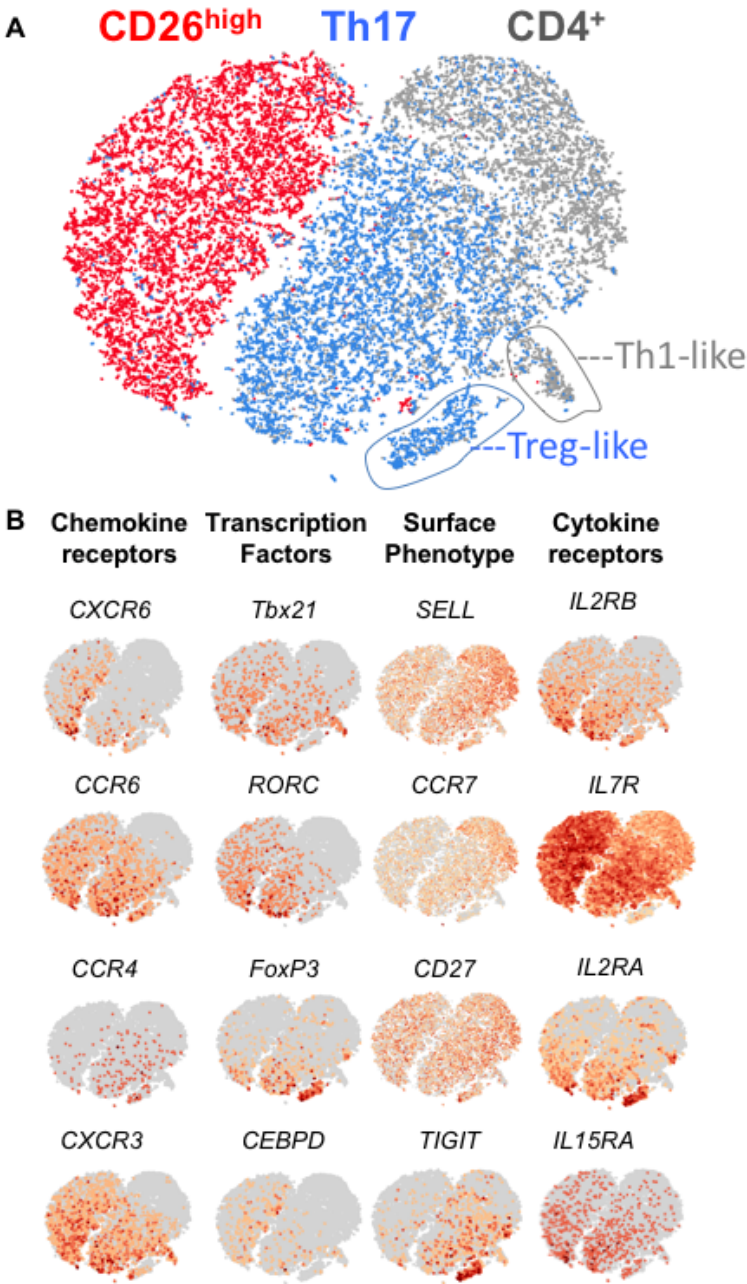 A
CD26high Th17 CD4+
---Th1-like
---Treg-like
B
Chemokine receptors
Transcription Factors
Surface Phenotype
Cytokine receptors
CXCR6 Tbx21 SELL IL2RB
CCR6 RORC CCR7 IL7R
CCR4 FoxP3 CD27 IL2RA
CXCR3 CEBPD TIGIT IL15RA